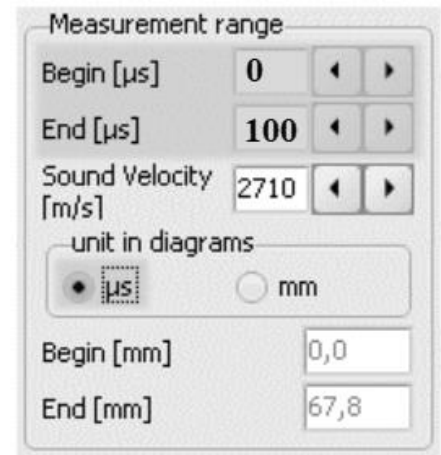 Measurement range
Begin [µs] 0
End [µs] 100
Sound Velocity 2710
[m/s]
unit in diagrams
µs mm
Begin [mm] 0,0
End [mm] 67,8